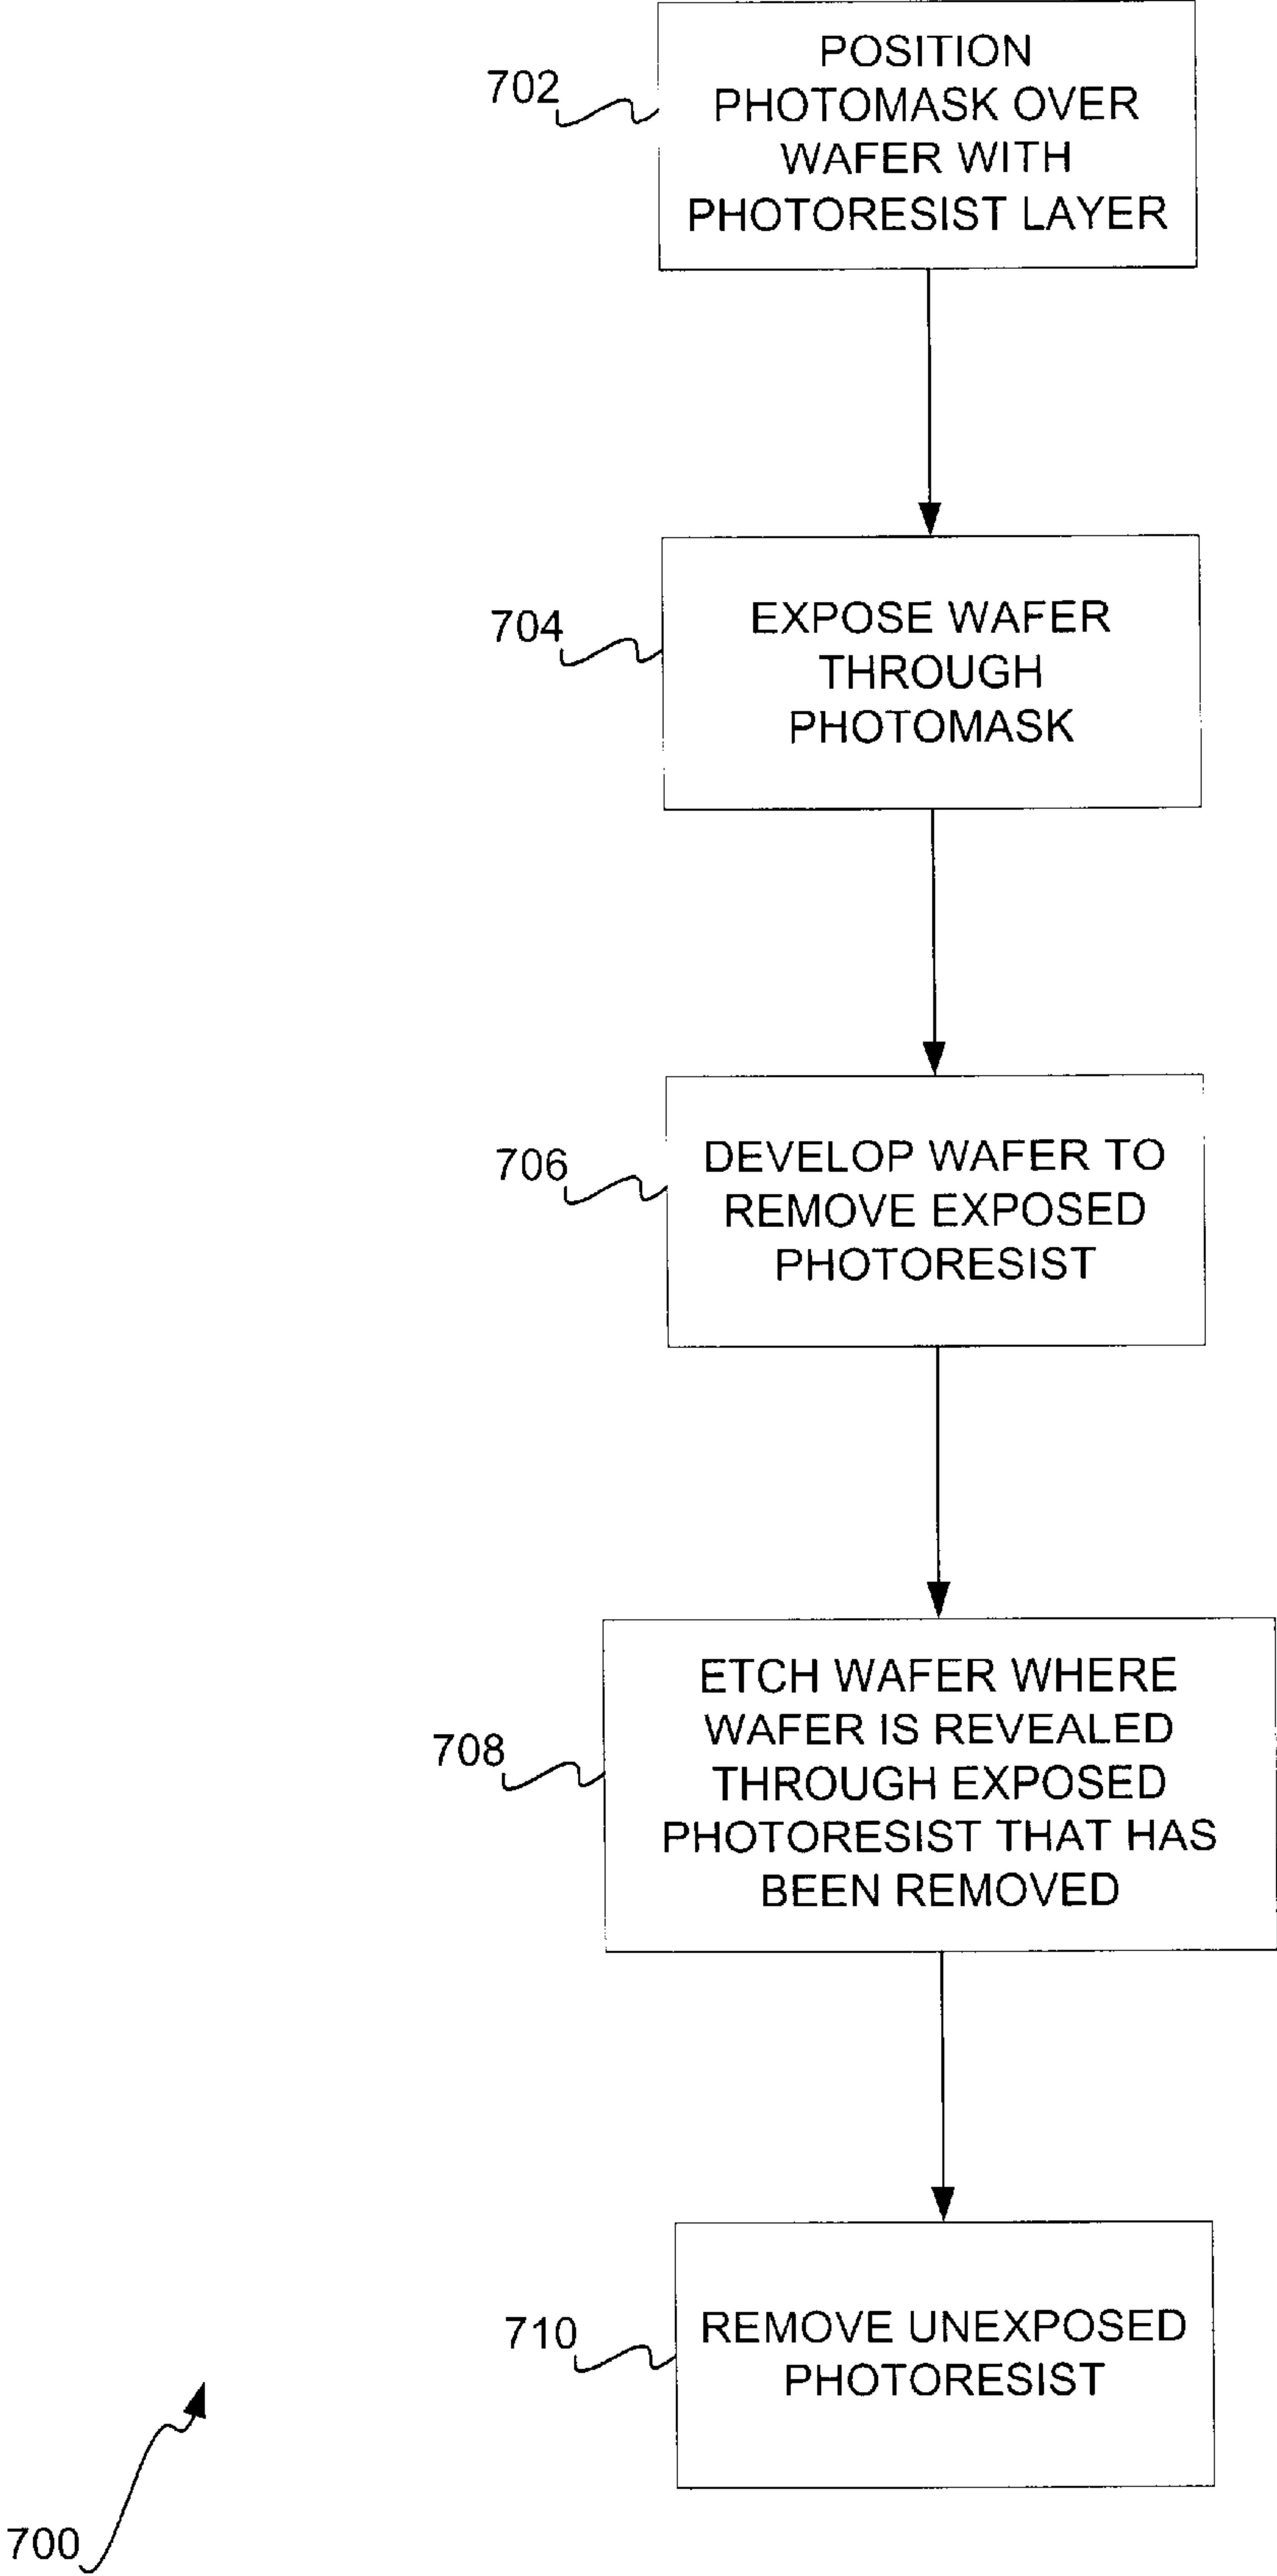 702
POSITION
PHOTOMASK OVER
WAFER WITH
PHOTORESIST LAYER
704
EXPOSE WAFER
THROUGH
PHOTOMASK
706
DEVELOP WAFER TO
REMOVE EXPOSED
PHOTORESIST
708
ETCH WAFER WHERE
WAFER IS REVEALED
THROUGH EXPOSED
PHOTORESIST THAT HAS
BEEN REMOVED
710
REMOVE UNEXPOSED
PHOTORESIST
700